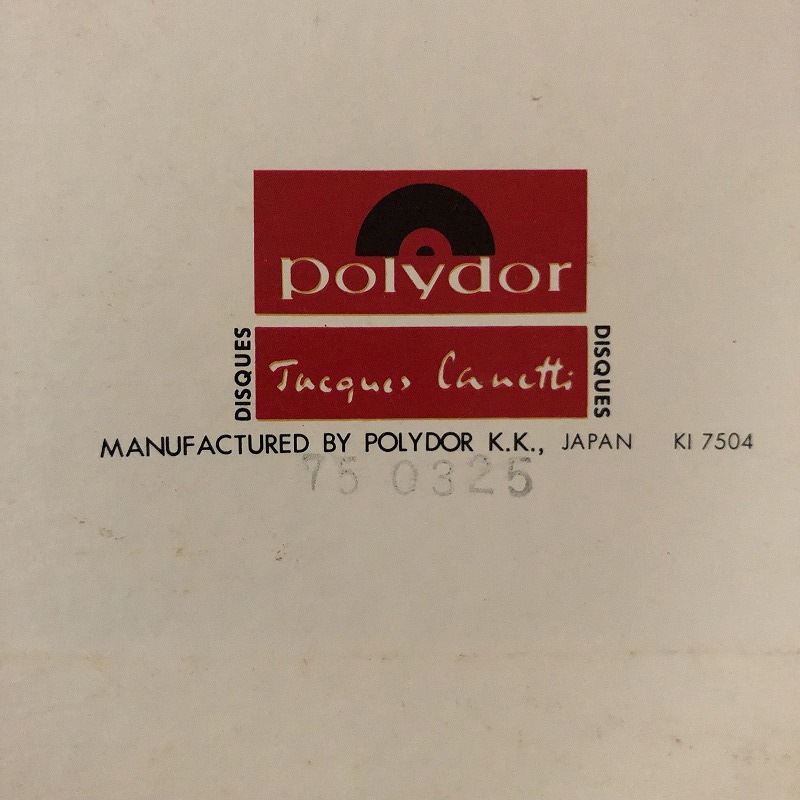 polydor
DISQUES
Jacques Canetti
DISQUES
MANUFACTURED BY POLYDOR K.K., JAPAN KI 7504
75 0325